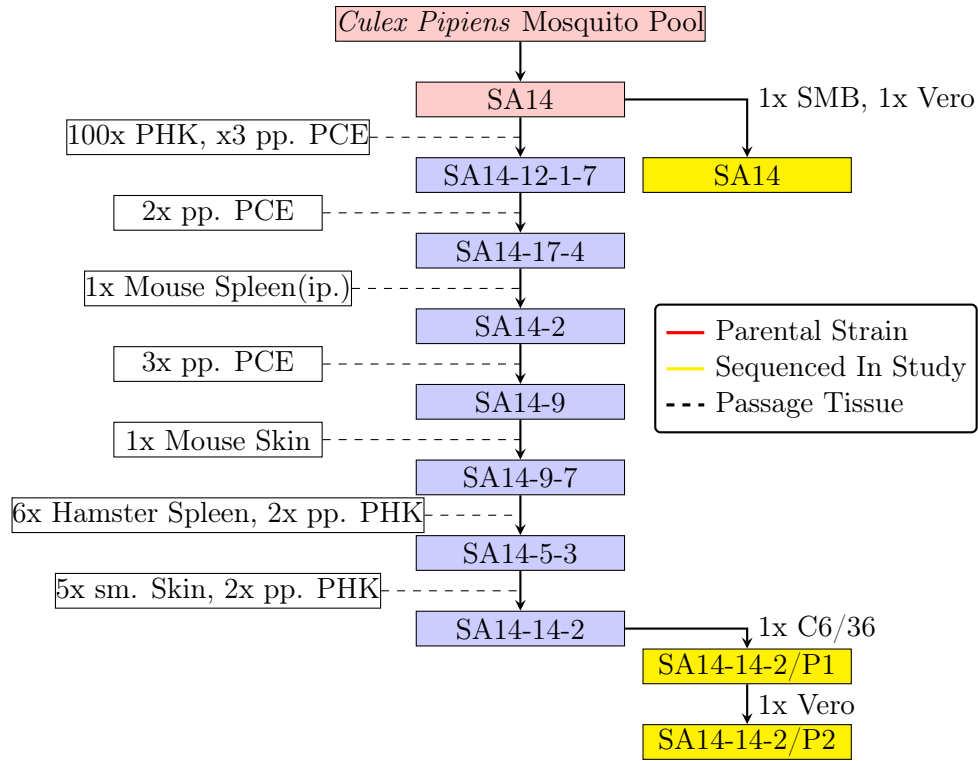 Culex Pipiens Mosquito Pool
SA14
1x SMB, 1x Vero
100x PHK, x3 pp. PCE
SA14-12-1-7
SA14
2x pp. PCE
SA14-17-4
1x Mouse Spleen(ip.)
SA14-2
Parental Strain
3x pp. PCE
Sequenced In Study
SA14-9
Passage Tissue
1x Mouse Skin
SA14-9-7
6x Hamster Spleen, 2x pp. PHK
SA14-5-3
5x sm. Skin, 2x pp. PHK
SA14-14-2
1x C6/36
SA14-14-2/P1
1x Vero
SA14-14-2/P2